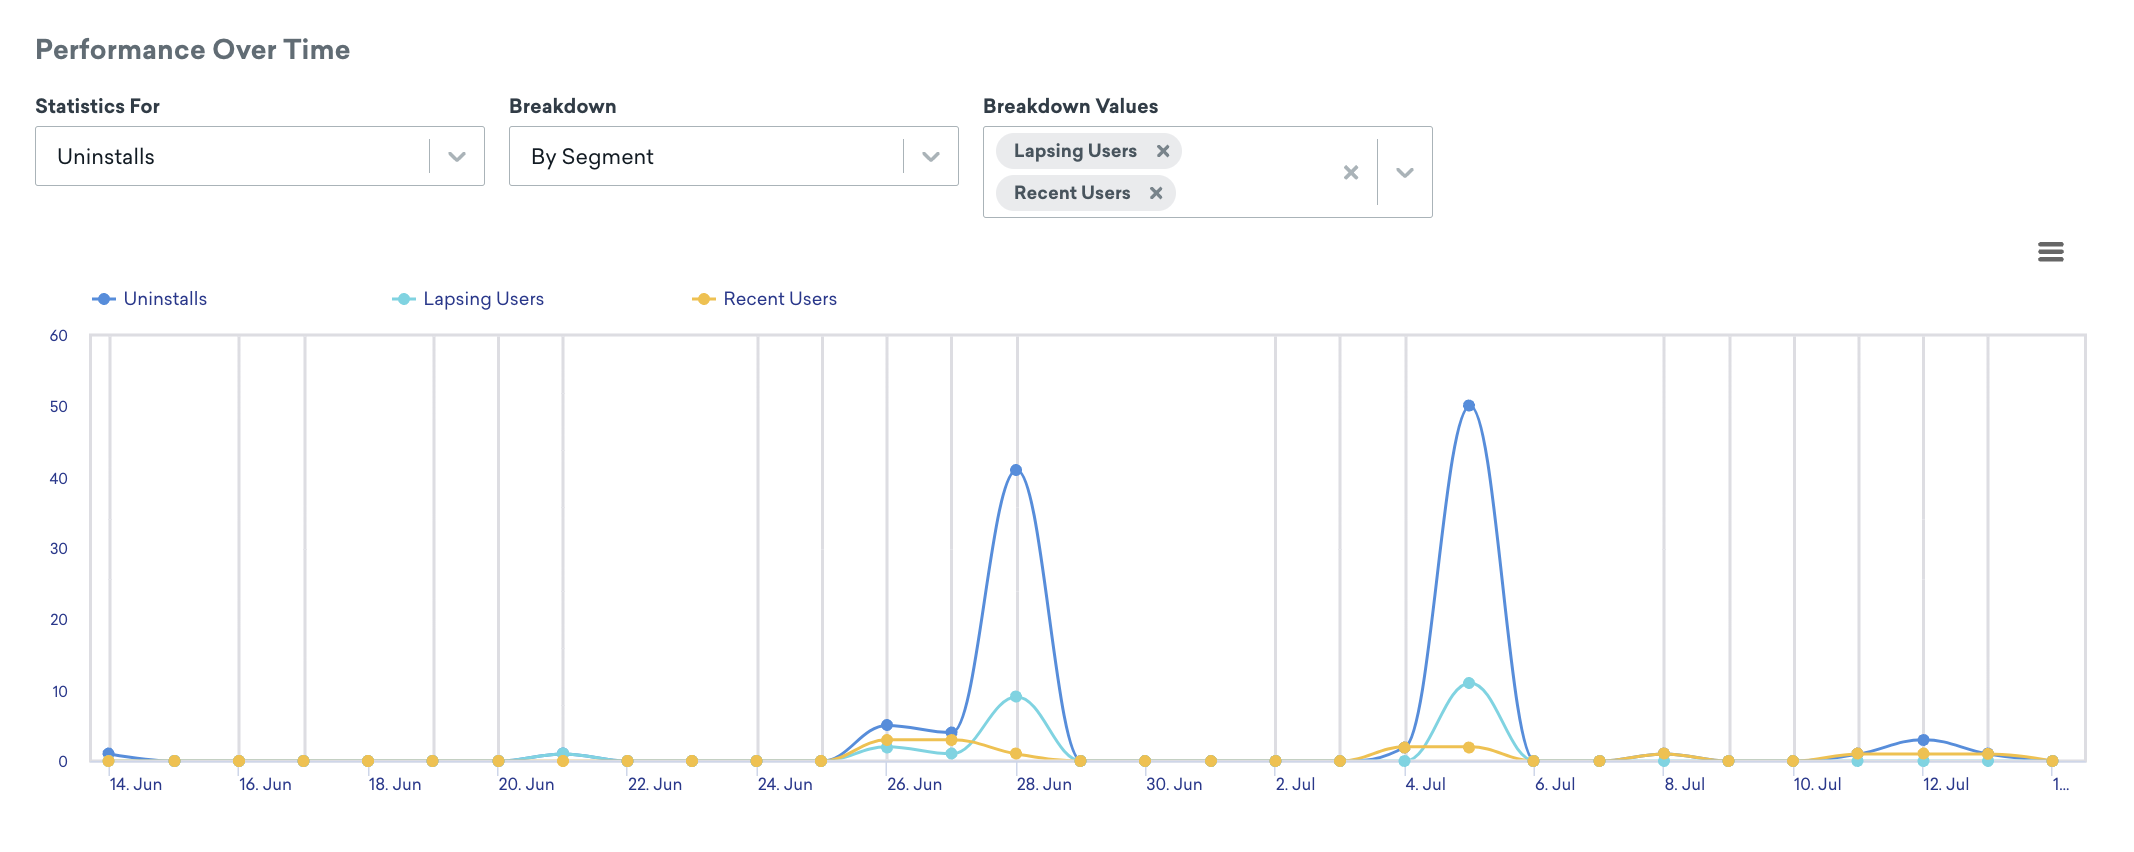 Performance Over Time
Statistics For
Breakdown
Breakdown Values
Uninstalls
By Segment
Lapsing Users
Recent Users
Uninstalls
Lapsing Users
Recent Users
60
50
40
30
20
10
0
14. Jun
16. Jun
18. Jun
20. Jun
22. Jun
24. Jun
26. Jun
28. Jun
30. Jun
2. Jul
4. Jul
6. Jul
8. Jul
10. Jul
12. Jul
1...